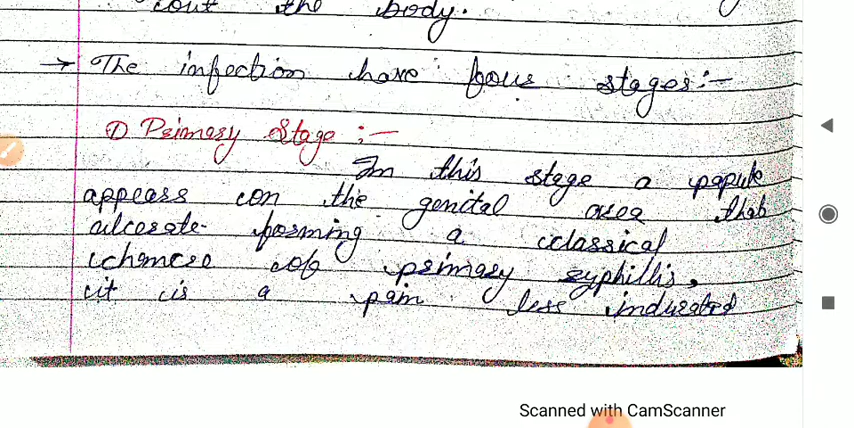 out the body.
→ The infection have four stages:-
① Primary Stage :-
In this stage a papule
appears on the genital area that
ulcerate forming a classical
chancre of primary syphillis,
it is a pain less indurated
Scanned with CamScanner